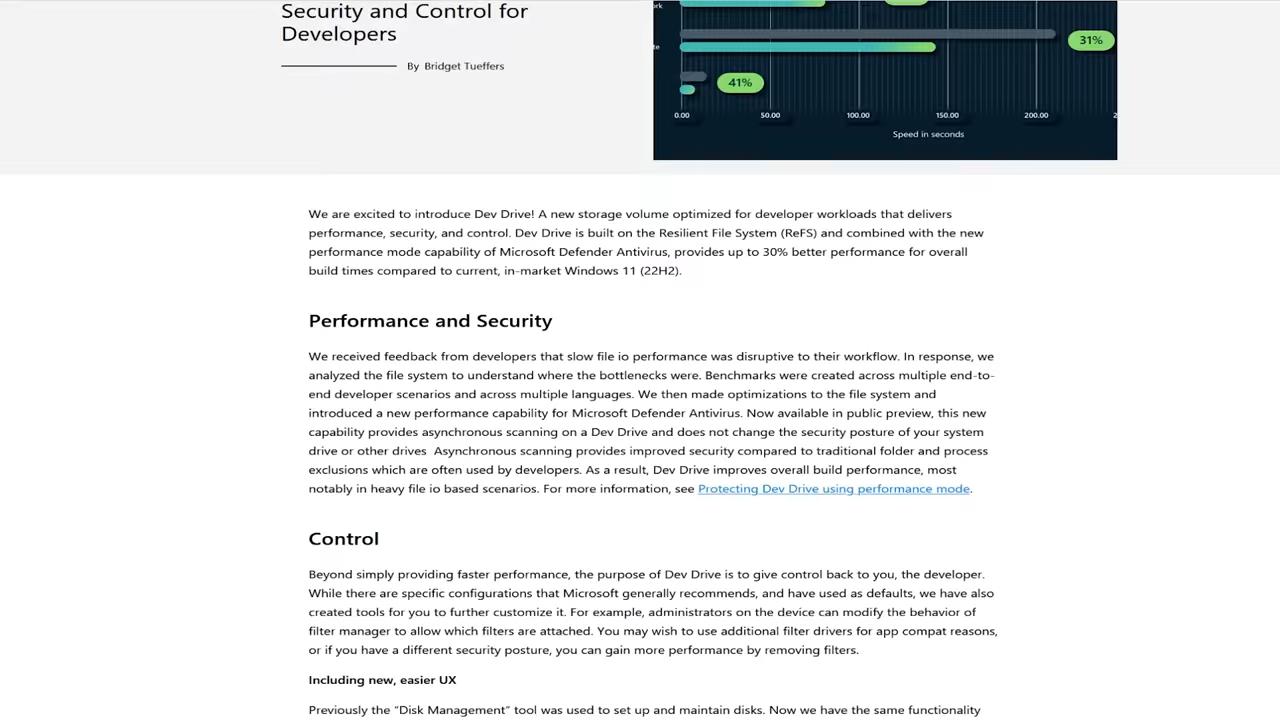 Security and Control for
Developers
By Bridget Tueffers
rk
te
31%
41%
0.00 50.00 100.00 150.00 200.00 2
Speed in seconds
We are excited to introduce Dev Drive! A new storage volume optimized for developer workloads that delivers
performance, security, and control. Dev Drive is built on the Resilient File System (ReFS) and combined with the new
performance mode capability of Microsoft Defender Antivirus, provides up to 30% better performance for overall
build times compared to current, in-market Windows 11 (22H2).
Performance and Security
We received feedback from developers that slow file io performance was disruptive to their workflow. In response, we
analyzed the file system to understand where the bottlenecks were. Benchmarks were created across multiple end-to-
end developer scenarios and across multiple languages. We then made optimizations to the file system and
introduced a new performance capability for Microsoft Defender Antivirus. Now available in public preview, this new
capability provides asynchronous scanning on a Dev Drive and does not change the security posture of your system
drive or other drives  Asynchronous scanning provides improved security compared to traditional folder and process
exclusions which are often used by developers. As a result, Dev Drive improves overall build performance, most
notably in heavy file io based scenarios. For more information, see Protecting Dev Drive using performance mode.
Control
Beyond simply providing faster performance, the purpose of Dev Drive is to give control back to you, the developer.
While there are specific configurations that Microsoft generally recommends, and have used as defaults, we have also
created tools for you to further customize it. For example, administrators on the device can modify the behavior of
filter manager to allow which filters are attached. You may wish to use additional filter drivers for app compat reasons,
or if you have a different security posture, you can gain more performance by removing filters.
Including new, easier UX
Previously the “Disk Management” tool was used to set up and maintain disks. Now we have the same functionality